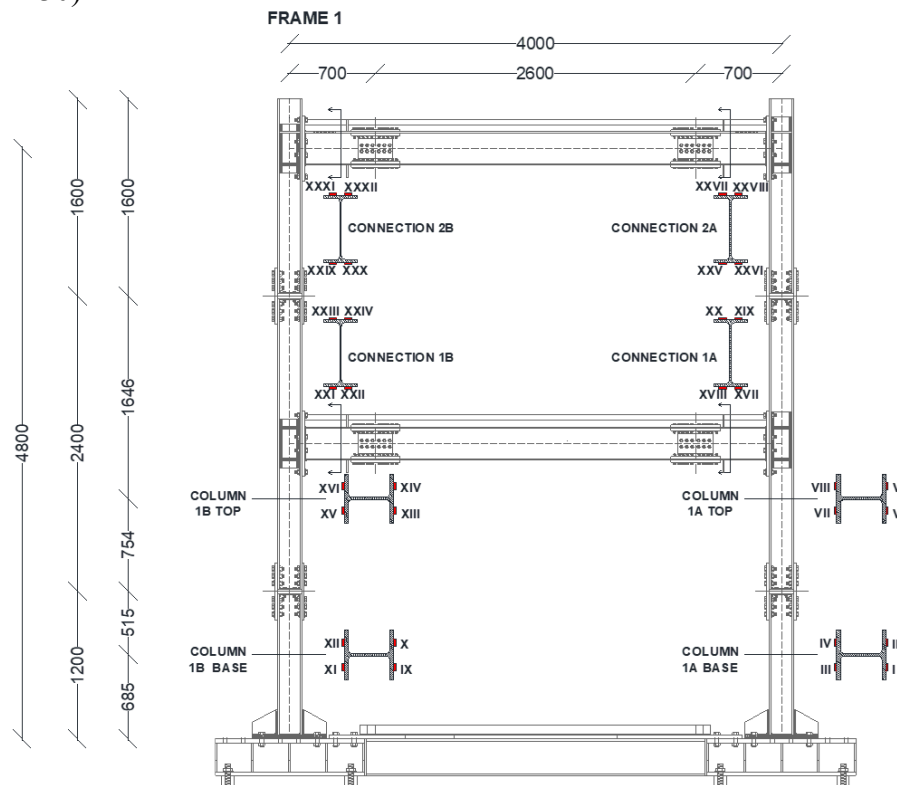 FRAME 1
4000
700 2600 700
1600 1600
XXXI XXXII XXVII XXVIII
CONNECTION 2B CONNECTION 2A
XXIX XXX XXV XXVI
XXIII XXIV XX XIX
CONNECTION 1B CONNECTION 1A
XXI XXII XVIII XVII
4800 2400 1646
XVI XIV VIII
COLUMN COLUMN
1B TOP 1A TOP
XV XIII VII
754
515
XII X IV
COLUMN COLUMN
1B BASE 1A BASE
XI IX III
1200 685